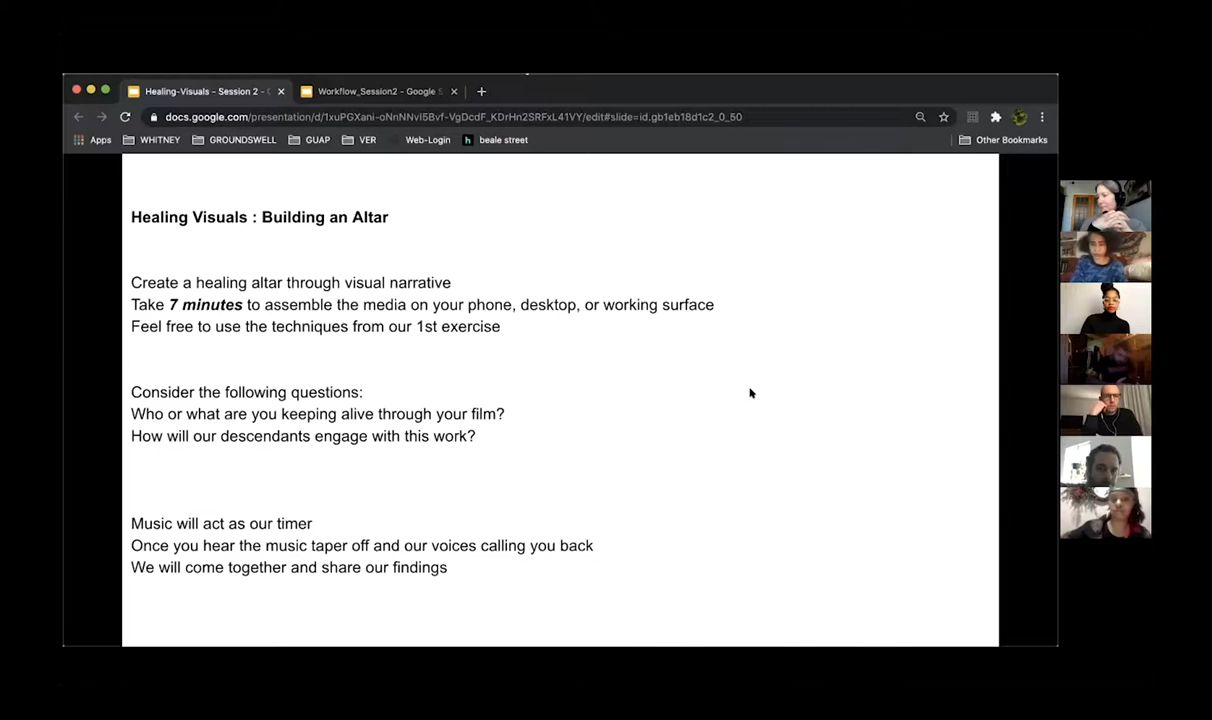 Healing-Visuals - Session 2 -
Workflow_Session2 - Google S
docs.google.com/presentation/d/1xuPGXani-oNnNNvI5Bvf-VgDcdF_KDrHn2SRFxL41VY/edit#slide=id.gb1eb18d1c2_0_50
Apps WHITNEY GROUNDSWELL GUAP VER Web-Login h beale street Other Bookmarks
Healing Visuals : Building an Altar
Create a healing altar through visual narrative
Take 7 minutes to assemble the media on your phone, desktop, or working surface
Feel free to use the techniques from our 1st exercise
Consider the following questions:
Who or what are you keeping alive through your film?
How will our descendants engage with this work?
Music will act as our timer
Once you hear the music taper off and our voices calling you back
We will come together and share our findings